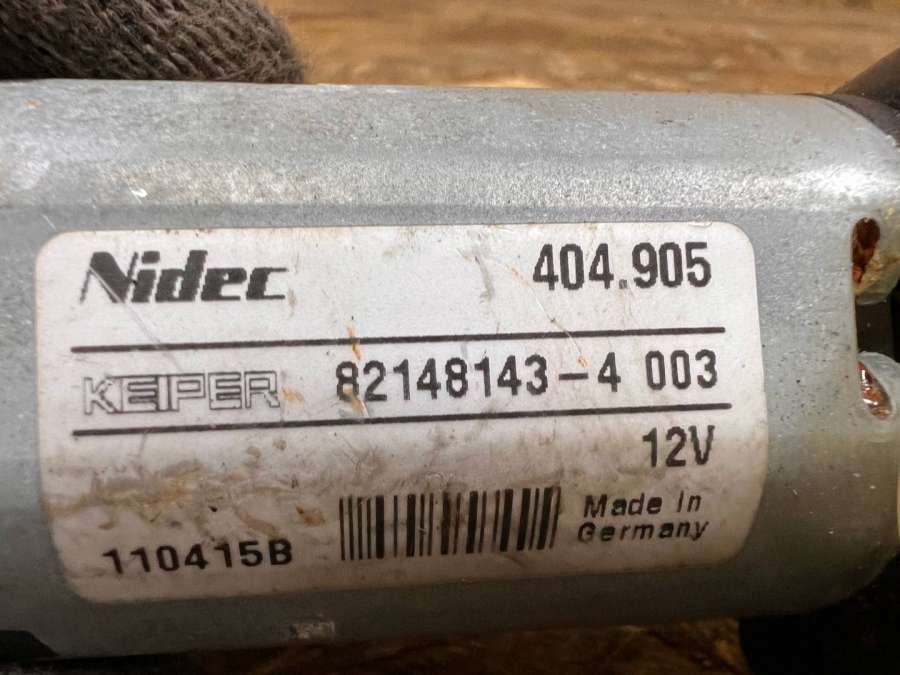 Nidec 404.905
KEIPER 82148143-4 003
12V
110415B Made in
Germany